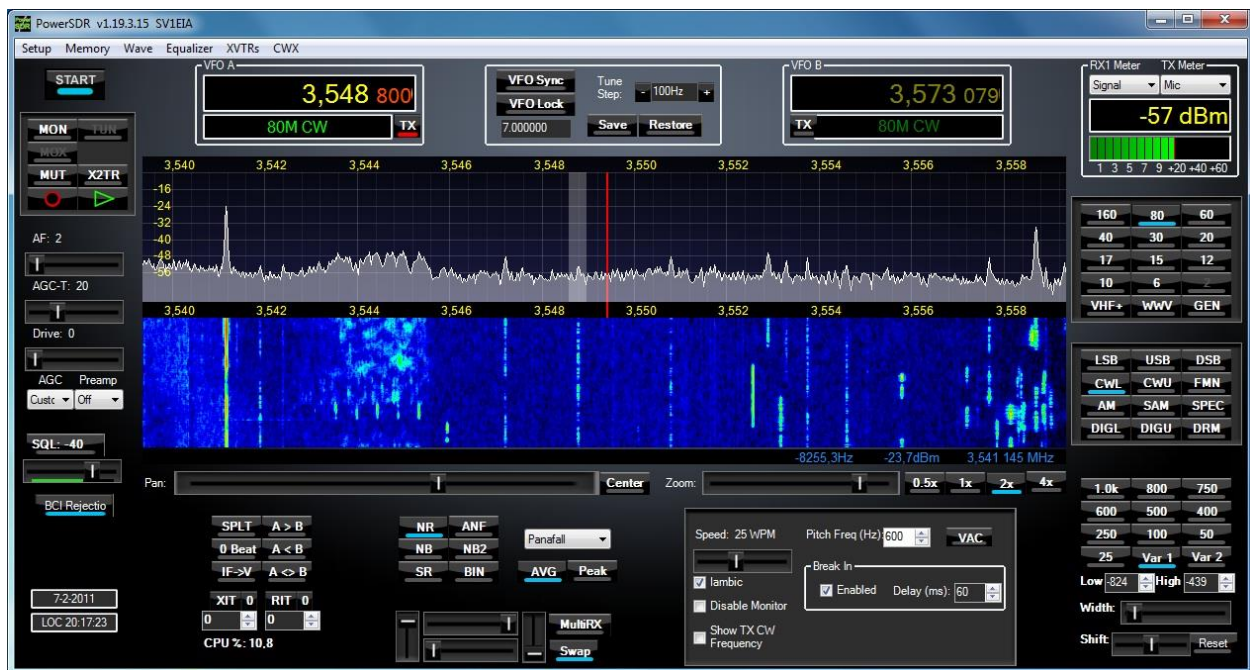 PowerSDR v1.19.3.15 SV1EIA
Setup Memory Wave Equalizer XVTRs CWX
START
MON TUN
MOX
MUT X2TR
AF: 2
AGC-T: 20
Drive: 0
AGC Preamp
Custc Off
SQL: -40
BCI Rejectio
7-2-2011
LOC 20:17:23
VFO A
3,548 800
80M CW TX
VFO Sync
VFO Lock
7.000000
Tune
Step:
- 100Hz +
Save Restore
VFO B
3,573 079
TX 80M CW
RX1 Meter TX Meter
Signal Mic
-57 dBm
1 3 5 7 9 +20 +40 +60
3,540 3,542 3,544 3,546 3,548 3,550 3,552 3,554 3,556 3,558
-16
-24
-32
-40
-48
-56
3,540 3,542 3,544 3,546 3,548 3,550 3,552 3,554 3,556 3,558
-8255,3Hz -23,7dBm 3,541 145 MHz
Pan: Center Zoom: 0.5x 1x 2x 4x
SPLT A > B
0 Beat A < B
IF->V A <> B
XIT 0 RIT 0
0 0
CPU %: 10,8
NR ANF
NB NB2
SR BIN
Panafall
AVG Peak
MultiRX
Swap
Speed: 25 WPM
Iambic
Disable Monitor
Show TX CW
Frequency
Pitch Freq (Hz): 600
VAC
Break In
Enabled Delay (ms): 60
160 80 60
40 30 20
17 15 12
10 6 2
VHF+ WWV GEN
LSB USB DSB
CWL CWU FMN
AM SAM SPEC
DIGL DIGU DRM
1.0k 800 750
600 500 400
250 100 50
25 Var 1 Var 2
Low -824 High -439
Width:
Shift: Reset